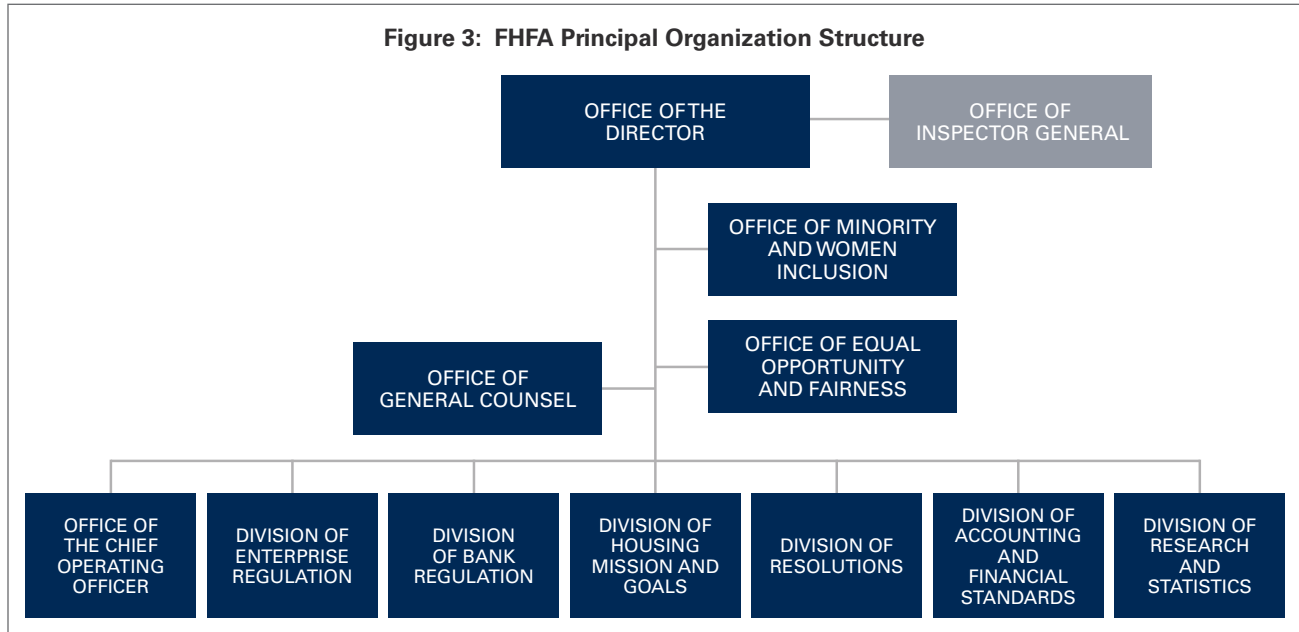 Figure 3: FHFA Principal Organization Structure
OFFICE OF THE
DIRECTOR
OFFICE OF
INSPECTOR GENERAL
OFFICE OF MINORITY
AND WOMEN
INCLUSION
OFFICE OF EQUAL
OPPORTUNITY
AND FAIRNESS
OFFICE OF
GENERAL COUNSEL
OFFICE OF
THE CHIEF
OPERATING
OFFICER
DIVISION OF
ENTERPRISE
REGULATION
DIVISION
OF BANK
REGULATION
DIVISION OF
HOUSING
MISSION AND
GOALS
DIVISION OF
RESOLUTIONS
DIVISION OF
ACCOUNTING
AND
FINANCIAL
STANDARDS
DIVISION OF
RESEARCH
AND
STATISTICS